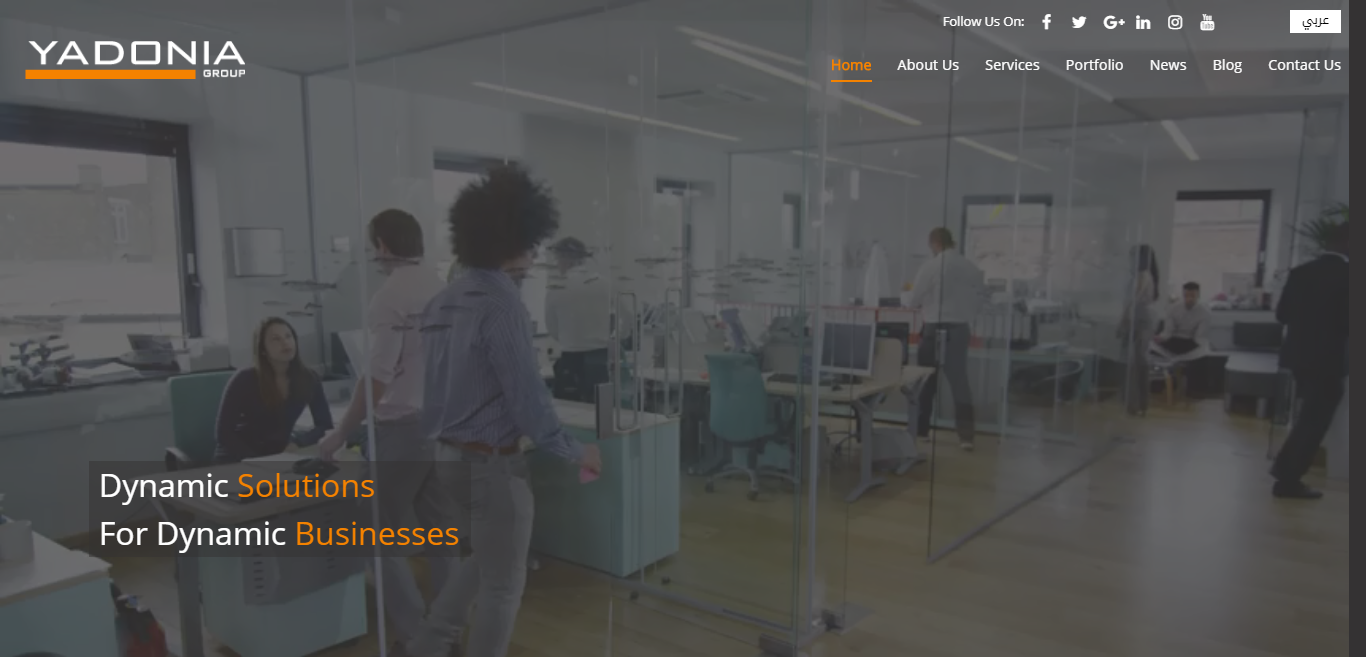 Follow Us On:
عربي
YADONIA
GROUP
Home About Us Services Portfolio News Blog Contact Us
Dynamic Solutions
For Dynamic Businesses